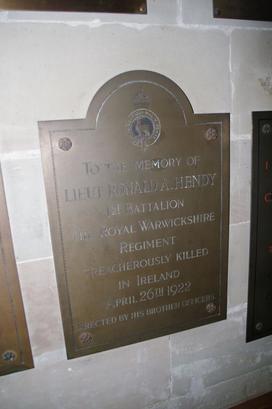 TO THE MEMORY OF
LIEUT RONALD A. HENDY
1ST BATTALION
THE ROYAL WARWICKSHIRE
REGIMENT
TREACHEROUSLY KILLED
IN IRELAND
APRIL 26TH 1922
ERECTED BY HIS BROTHER OFFICERS.